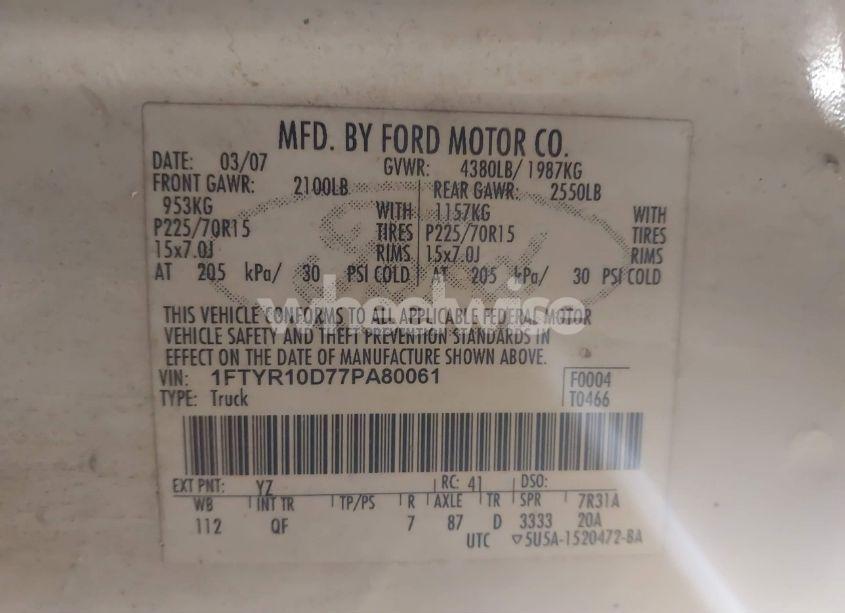 MFD. BY FORD MOTOR CO.
DATE: 03/07 GVWR: 4380LB/ 1987KG
FRONT GAWR: 2100LB REAR GAWR: 2550LB
953KG WITH 1157KG WITH
P225/70R15 TIRES P225/70R15 TIRES
15x7.0J RIMS 15x7.0J RIMS
AT 205 kPa/ 30 PSI COLD AT 205 kPa/ 30 PSI COLD
wheelwise
THIS VEHICLE CONFORMS TO ALL APPLICABLE FEDERAL MOTOR
VEHICLE SAFETY AND THEFT PREVENTION STANDARDS IN
EFFECT ON THE DATE OF MANUFACTURE SHOWN ABOVE.
VIN: 1FTYR10D77PA80061 F0004
TYPE: Truck T0466
EXT PNT: YZ RC: 41 DSO:
WB INT TR TP/PS R AXLE TR SPR 7R31A
112 QF 7 87 D 3333 20A
UTC ▽5U5A-1520472-BA